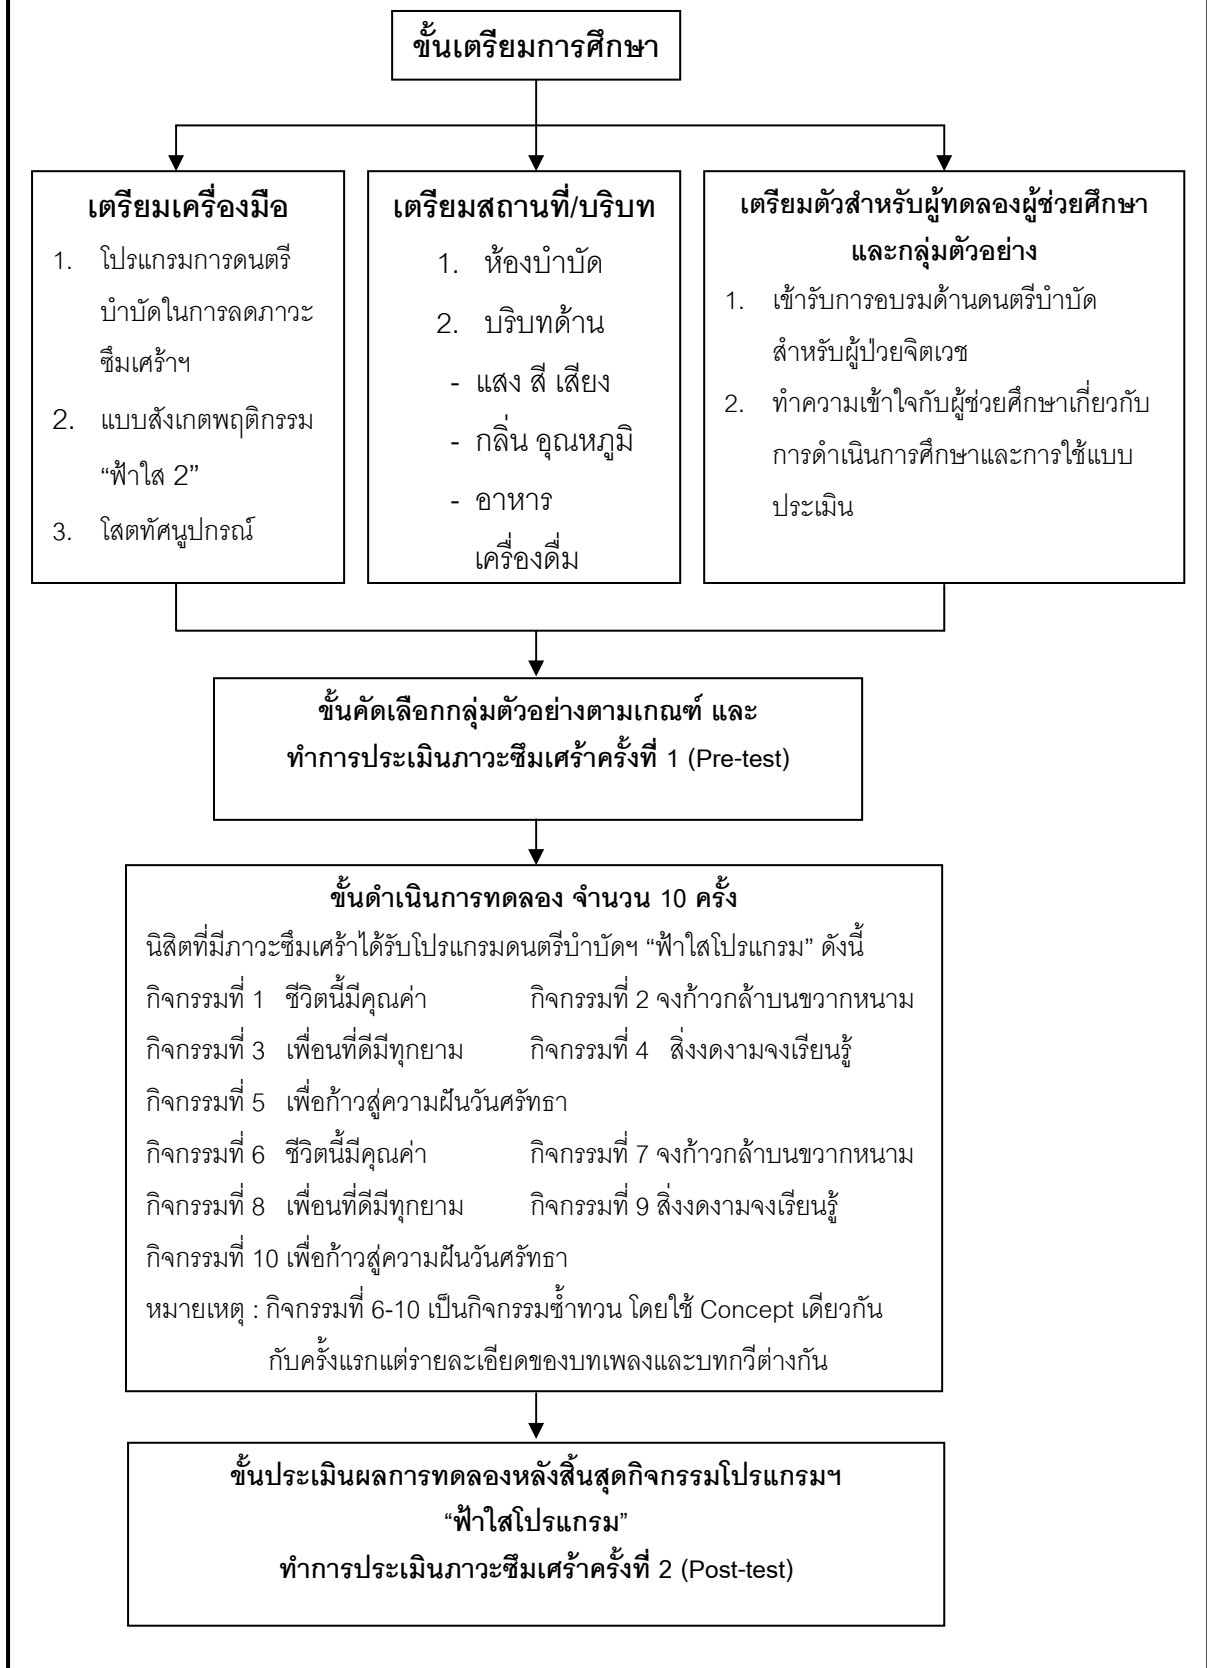 ขั้นเตรียมการศึกษา
เตรียมเครื่องมือ
1. โปรแกรมการดนตรี
บำบัดในการลดภาวะ
ซึมเศร้าฯ
2. แบบสังเกตพฤติกรรม
“ฟ้าใส 2”
3. โสตทัศนูปกรณ์
เตรียมสถานที่/บริบท
1. ห้องบำบัด
2. บริบทด้าน
- แสง สี เสียง
- กลิ่น อุณหภูมิ
- อาหาร
เครื่องดื่ม
เตรียมตัวสำหรับผู้ทดลองผู้ช่วยศึกษา
และกลุ่มตัวอย่าง
1. เข้ารับการอบรมด้านดนตรีบำบัด
สำหรับผู้ป่วยจิตเวช
2. ทำความเข้าใจกับผู้ช่วยศึกษาเกี่ยวกับ
การดำเนินการศึกษาและการใช้แบบ
ประเมิน
ขั้นคัดเลือกกลุ่มตัวอย่างตามเกณฑ์ และ
ทำการประเมินภาวะซึมเศร้าครั้งที่ 1 (Pre-test)
ขั้นดำเนินการทดลอง จำนวน 10 ครั้ง
นิสิตที่มีภาวะซึมเศร้าได้รับโปรแกรมดนตรีบำบัดฯ “ฟ้าใสโปรแกรม” ดังนี้
กิจกรรมที่ 1 ชีวิตนี้มีคุณค่า กิจกรรมที่ 2 จงก้าวกล้าบนขวากหนาม
กิจกรรมที่ 3 เพื่อนที่ดีมีทุกยาม กิจกรรมที่ 4 สิ่งงดงามจงเรียนรู้
กิจกรรมที่ 5 เพื่อก้าวสู่ความฝันวันศรัทธา
กิจกรรมที่ 6 ชีวิตนี้มีคุณค่า กิจกรรมที่ 7 จงก้าวกล้าบนขวากหนาม
กิจกรรมที่ 8 เพื่อนที่ดีมีทุกยาม กิจกรรมที่ 9 สิ่งงดงามจงเรียนรู้
กิจกรรมที่ 10 เพื่อก้าวสู่ความฝันวันศรัทธา
หมายเหตุ : กิจกรรมที่ 6-10 เป็นกิจกรรมซ้ำทวน โดยใช้ Concept เดียวกัน
กับครั้งแรกแต่รายละเอียดของบทเพลงและบทกวีต่างกัน
ขั้นประเมินผลการทดลองหลังสิ้นสุดกิจกรรมโปรแกรมฯ
“ฟ้าใสโปรแกรม”
ทำการประเมินภาวะซึมเศร้าครั้งที่ 2 (Post-test)